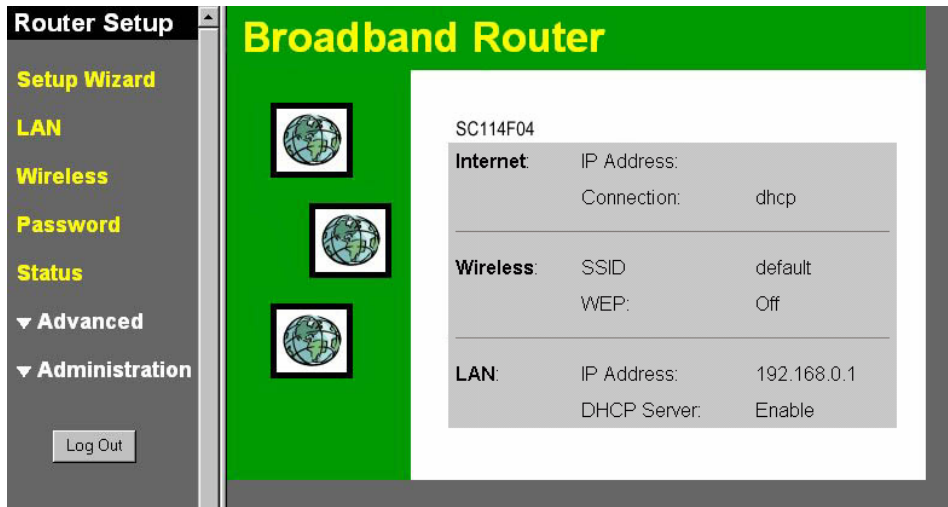 Router Setup
Setup Wizard
LAN
Wireless
Password
Status
Advanced
Administration
Log Out
Broadband Router
SC114F04
Internet: IP Address:
Connection: dhcp
Wireless: SSID default
WEP: Off
LAN: IP Address: 192.168.0.1
DHCP Server: Enable